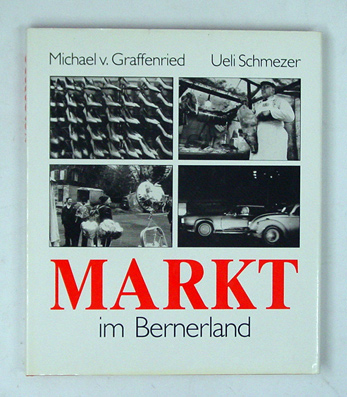 Michael v. Graffenried Ueli Schmezer
MARKT
im Bernerland